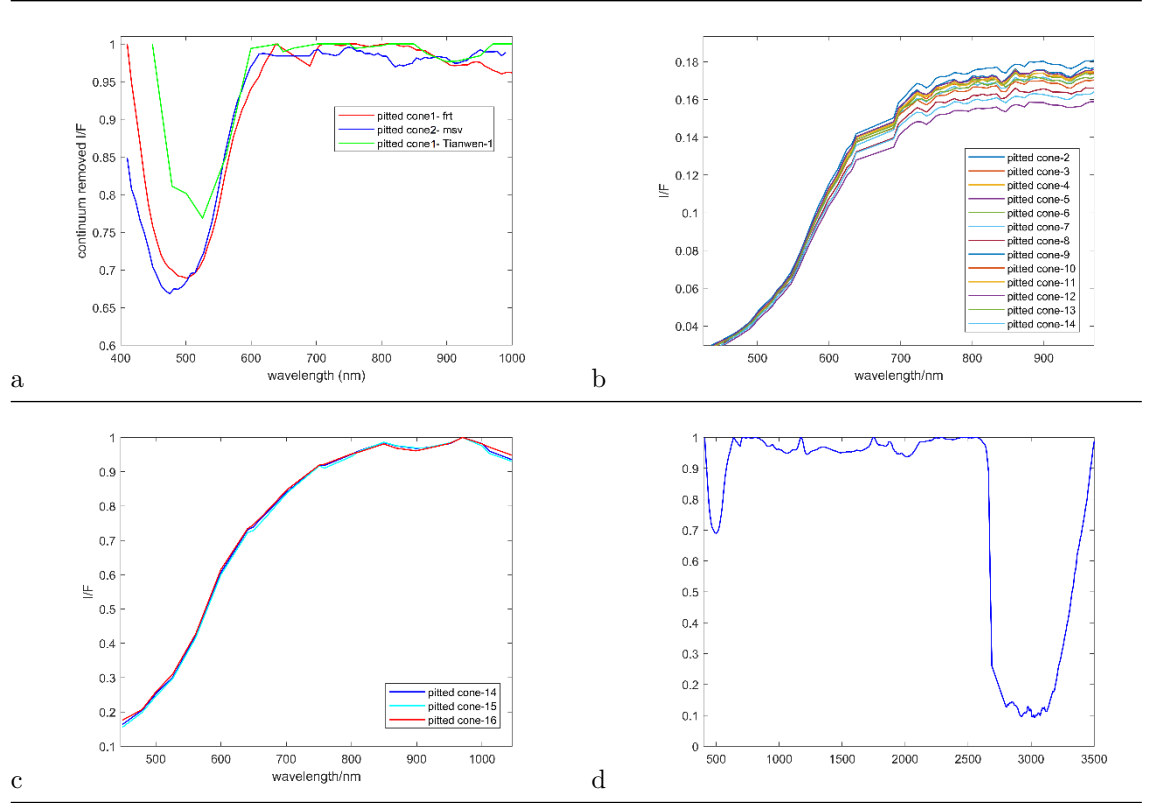 1
0.95
0.9
0.85
0.8
0.75
0.7
0.65
0.6
continuum removed I/F
400 500 600 700 800 900 1000
wavelength (nm)
pitted cone1- frt
pitted cone2- msv
pitted cone1- Tianwen-1
a
0.18
0.16
0.14
0.12
0.1
0.08
0.06
0.04
I/F
500 600 700 800 900
wavelength/nm
pitted cone-2
pitted cone-3
pitted cone-4
pitted cone-5
pitted cone-6
pitted cone-7
pitted cone-8
pitted cone-9
pitted cone-10
pitted cone-11
pitted cone-12
pitted cone-13
pitted cone-14
b
1
0.9
0.8
0.7
0.6
0.5
0.4
0.3
0.2
0.1
I/F
500 600 700 800 900 1000
wavelength/nm
pitted cone-14
pitted cone-15
pitted cone-16
c
1
0.9
0.8
0.7
0.6
0.5
0.4
0.3
0.2
0.1
0
500 1000 1500 2000 2500 3000 3500
d